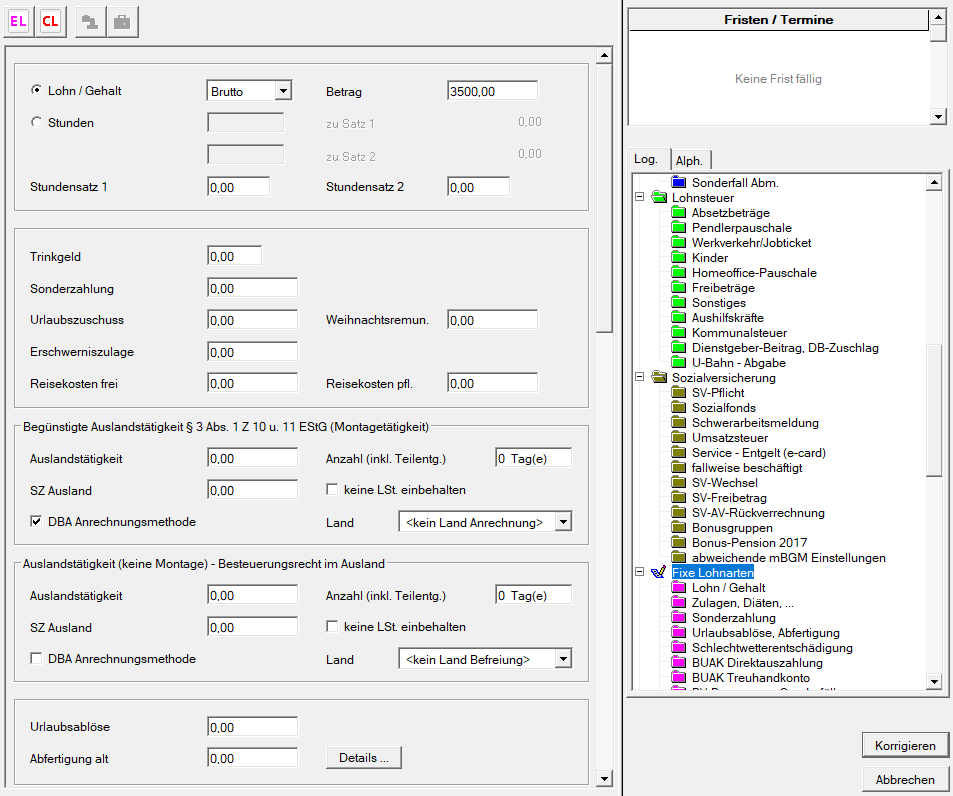 EL CL
Lohn / Gehalt Brutto Betrag 3500,00
Stunden zu Satz 1 0,00
zu Satz 2 0,00
Stundensatz 1 0,00 Stundensatz 2 0,00
Trinkgeld 0,00
Sonderzahlung 0,00
Urlaubszuschuss 0,00 Weihnachtsremun. 0,00
Erschwerniszulage 0,00
Reisekosten frei 0,00 Reisekosten pfl. 0,00
Begünstigte Auslandstätigkeit § 3 Abs. 1 Z 10 u. 11 EStG (Montagetätigkeit)
Auslandstätigkeit 0,00 Anzahl (inkl. Teilentg.) 0 Tag(e)
SZ Ausland 0,00 keine LSt. einbehalten
DBA Anrechnungsmethode Land <kein Land Anrechnung>
Auslandstätigkeit (keine Montage) - Besteuerungsrecht im Ausland
Auslandstätigkeit 0,00 Anzahl (inkl. Teilentg.) 0 Tag(e)
SZ Ausland 0,00 keine LSt. einbehalten
DBA Anrechnungsmethode Land <kein Land Befreiung>
Urlaubsablöse 0,00
Abfertigung alt 0,00 Details ...
Fristen / Termine
Keine Frist fällig
Log. Alph.
Sonderfall Abm.
Lohnsteuer
Absetzbeträge
Pendlerpauschale
Werkverkehr/Jobticket
Kinder
Homeoffice-Pauschale
Freibeträge
Sonstiges
Aushilfskräfte
Kommunalsteuer
Dienstgeber-Beitrag, DB-Zuschlag
U-Bahn - Abgabe
Sozialversicherung
SV-Pflicht
Sozialfonds
Schwerarbeitsmeldung
Umsatzsteuer
Service - Entgelt (e-card)
fallweise beschäftigt
SV-Wechsel
SV-Freibetrag
SV-AV-Rückverrechnung
Bonusgruppen
Bonus-Pension 2017
abweichende mBGM Einstellungen
Fixe Lohnarten
Lohn / Gehalt
Zulagen, Diäten, ...
Sonderzahlung
Urlaubsablöse, Abfertigung
Schlechtwetterentschädigung
BUAK Direktauszahlung
BUAK Treuhandkonto
Korrigieren
Abbrechen